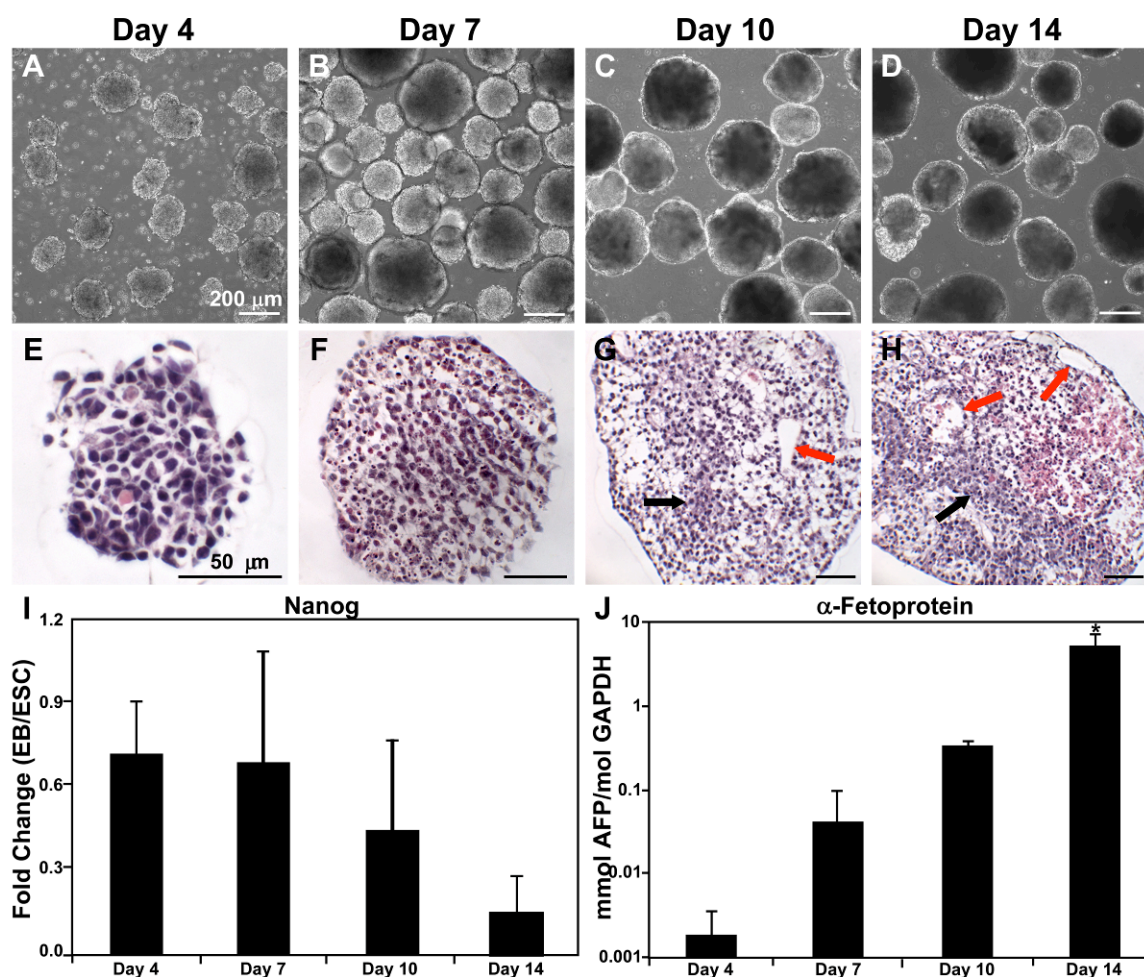 Day 4 Day 7 Day 10 Day 14
A B C D
200 μm
E F G H
50 μm
I Nanog
Fold Change (EB/ESC)
1.2
0.9
0.6
0.3
0.0
Day 4 Day 7 Day 10 Day 14
J α-Fetoprotein
mmol AFP/mol GAPDH
10
1
0.1
0.01
0.001
*
Day 4 Day 7 Day 10 Day 14